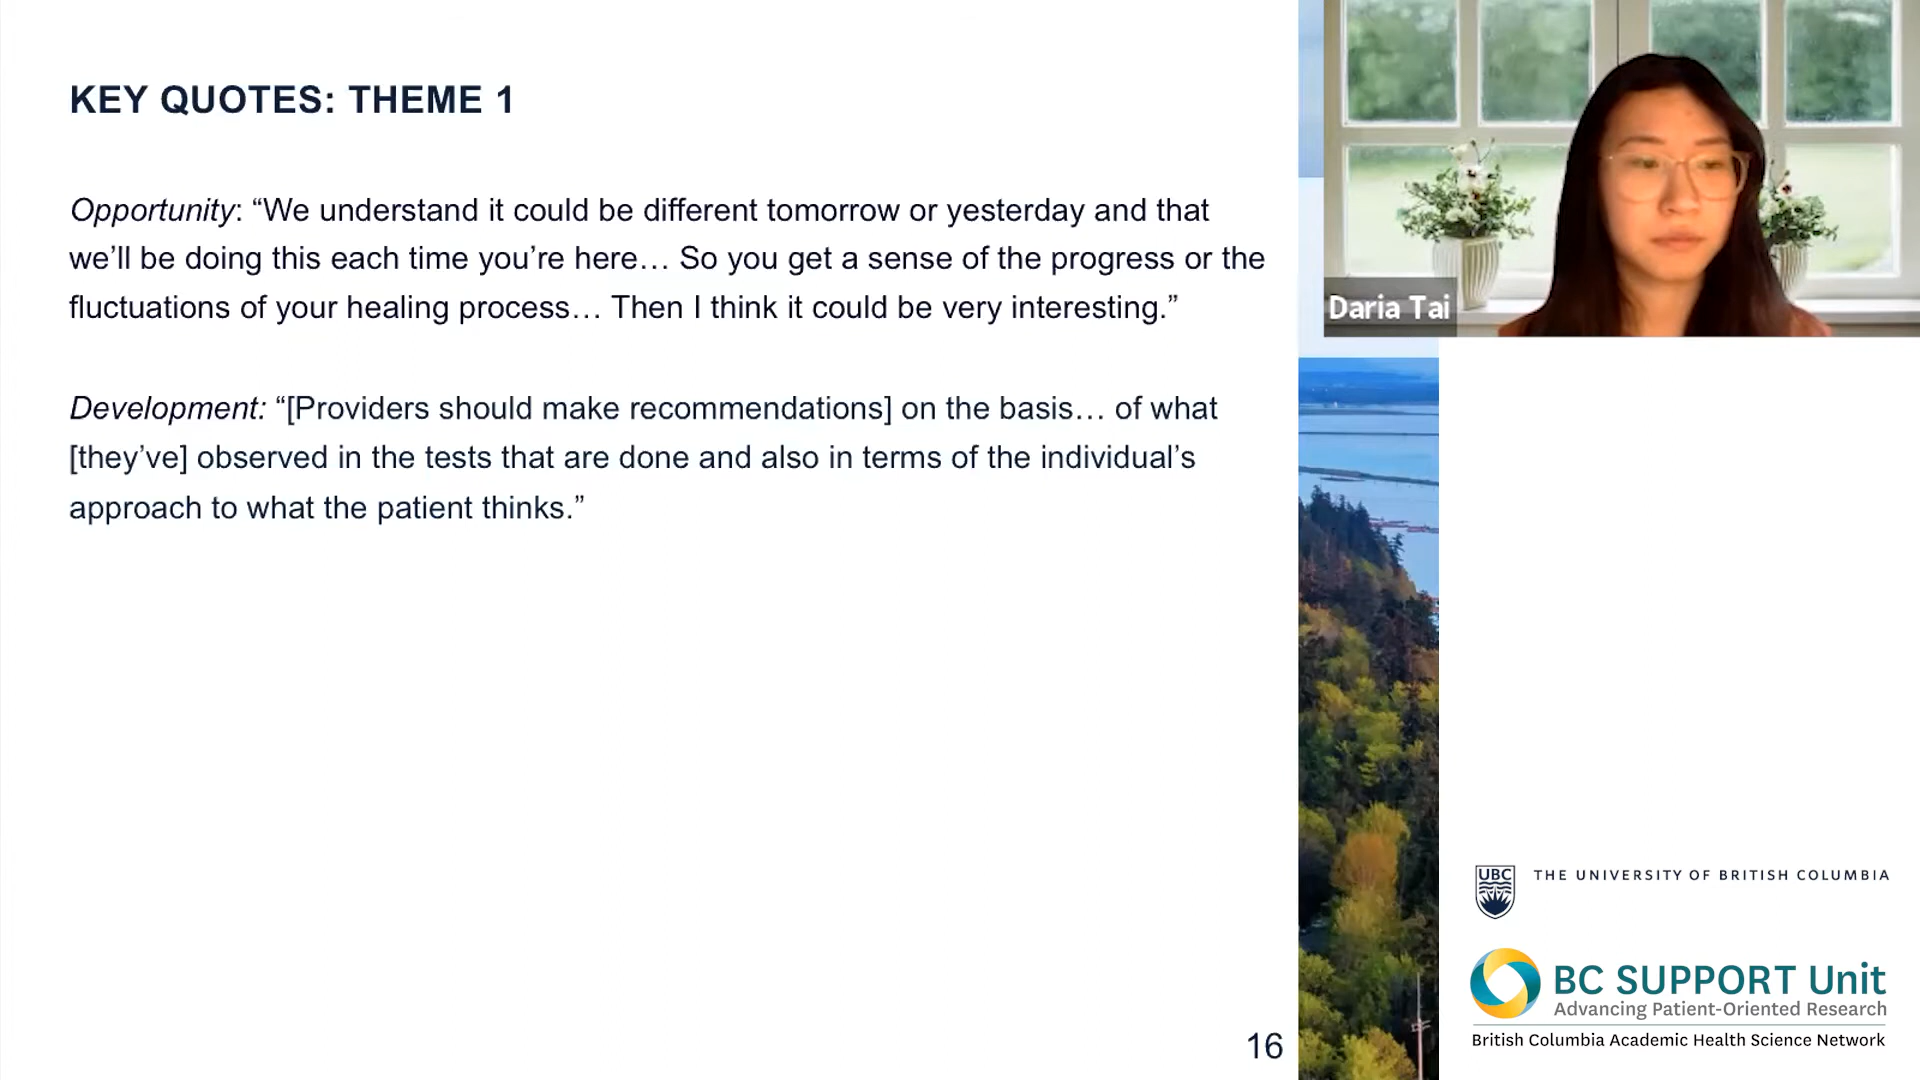 KEY QUOTES: THEME 1
Opportunity: “We understand it could be different tomorrow or yesterday and that
we’ll be doing this each time you’re here… So you get a sense of the progress or the
fluctuations of your healing process… Then I think it could be very interesting.”
Development: “[Providers should make recommendations] on the basis… of what
[they’ve] observed in the tests that are done and also in terms of the individual’s
approach to what the patient thinks.”
16
Daria Tai
UBC
THE UNIVERSITY OF BRITISH COLUMBIA
BC SUPPORT Unit
Advancing Patient-Oriented Research
British Columbia Academic Health Science Network